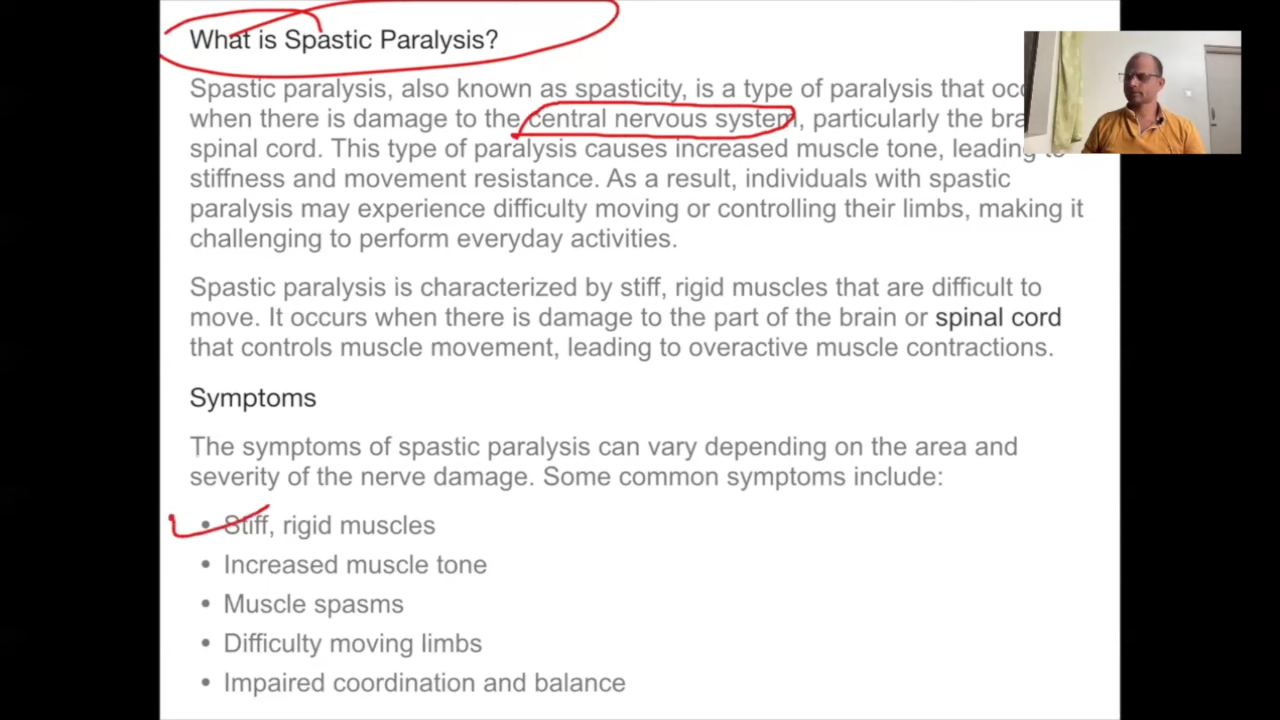 What is Spastic Paralysis?
Spastic paralysis, also known as spasticity, is a type of paralysis that
when there is damage to the central nervous system, particularly the
spinal cord. This type of paralysis causes increased muscle tone, leading
stiffness and movement resistance. As a result, individuals with spastic
paralysis may experience difficulty moving or controlling their limbs, making it
challenging to perform everyday activities.
Spastic paralysis is characterized by stiff, rigid muscles that are difficult to
move. It occurs when there is damage to the part of the brain or spinal cord
that controls muscle movement, leading to overactive muscle contractions.
Symptoms
The symptoms of spastic paralysis can vary depending on the area and
severity of the nerve damage. Some common symptoms include:
• Stiff, rigid muscles
• Increased muscle tone
• Muscle spasms
• Difficulty moving limbs
• Impaired coordination and balance